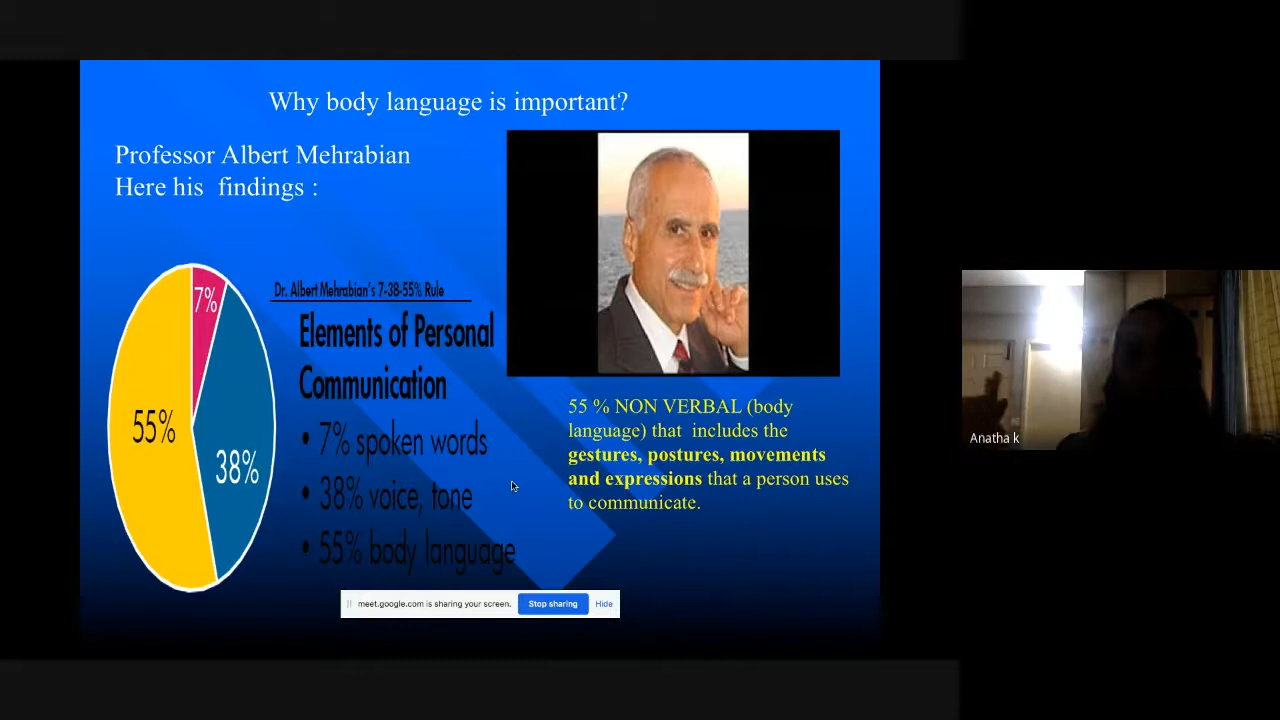 Why body language is important?
Professor Albert Mehrabian
Here his findings :
7%
55%
38%
Dr. Albert Mehrabian's 7-38-55% Rule
Elements of Personal
Communication
• 7% spoken words
• 38% voice, tone
• 55% body language
55 % NON VERBAL (body
language) that includes the
gestures, postures, movements
and expressions that a person uses
to communicate.
meet.google.com is sharing your screen. Stop sharing Hide
Anatha k